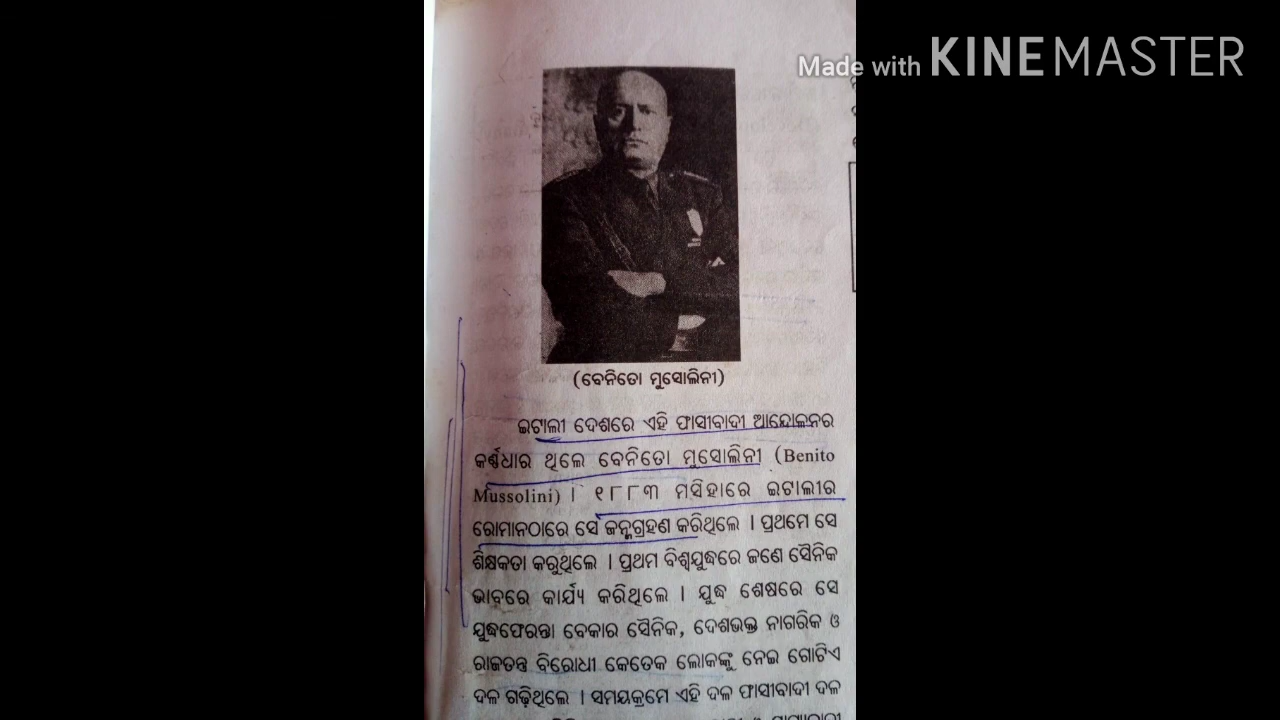 Made with KINEMASTER
(ବେନିତୋ ମୁସୋଲିନୀ)
ଇଟାଲୀ ଦେଶରେ ଏହି ଫାସୀବାଦୀ ଆନ୍ଦୋଳନର
କର୍ଣ୍ଣଧାର ଥିଲେ ବେନିତୋ ମୁସୋଲିନୀ (Benito
Mussolini) । ୧୮୮୩ ମସିହାରେ ଇଟାଲୀର
ରୋମାନଠାରେ ସେ ଜନ୍ମଗ୍ରହଣ କରିଥିଲେ । ପ୍ରଥମେ ସେ
ଶିକ୍ଷକତା କରୁଥିଲେ । ପ୍ରଥମ ବିଶ୍ୱଯୁଦ୍ଧରେ ଜଣେ ସୈନିକ
ଭାବରେ କାର୍ଯ୍ୟ କରିଥିଲେ । ଯୁଦ୍ଧ ଶେଷରେ ସେ
ଯୁଦ୍ଧଫେରନ୍ତା ବେକାର ସୈନିକ, ଦେଶଭକ୍ତ ନାଗରିକ ଓ
ରାଜତନ୍ତ୍ର ବିରୋଧୀ କେତେକ ଲୋକଙ୍କୁ ନେଇ ଗୋଟିଏ
ଦଳ ଗଢ଼ିଥିଲେ । ସମୟକ୍ରମେ ଏହି ଦଳ ଫାସୀବାଦୀ ଦଳ